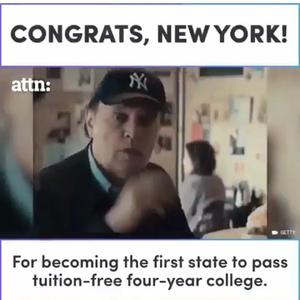 CONGRATS, NEW YORK!
attn:
NY
GETTY
For becoming the first state to pass
tuition-free four-year college.